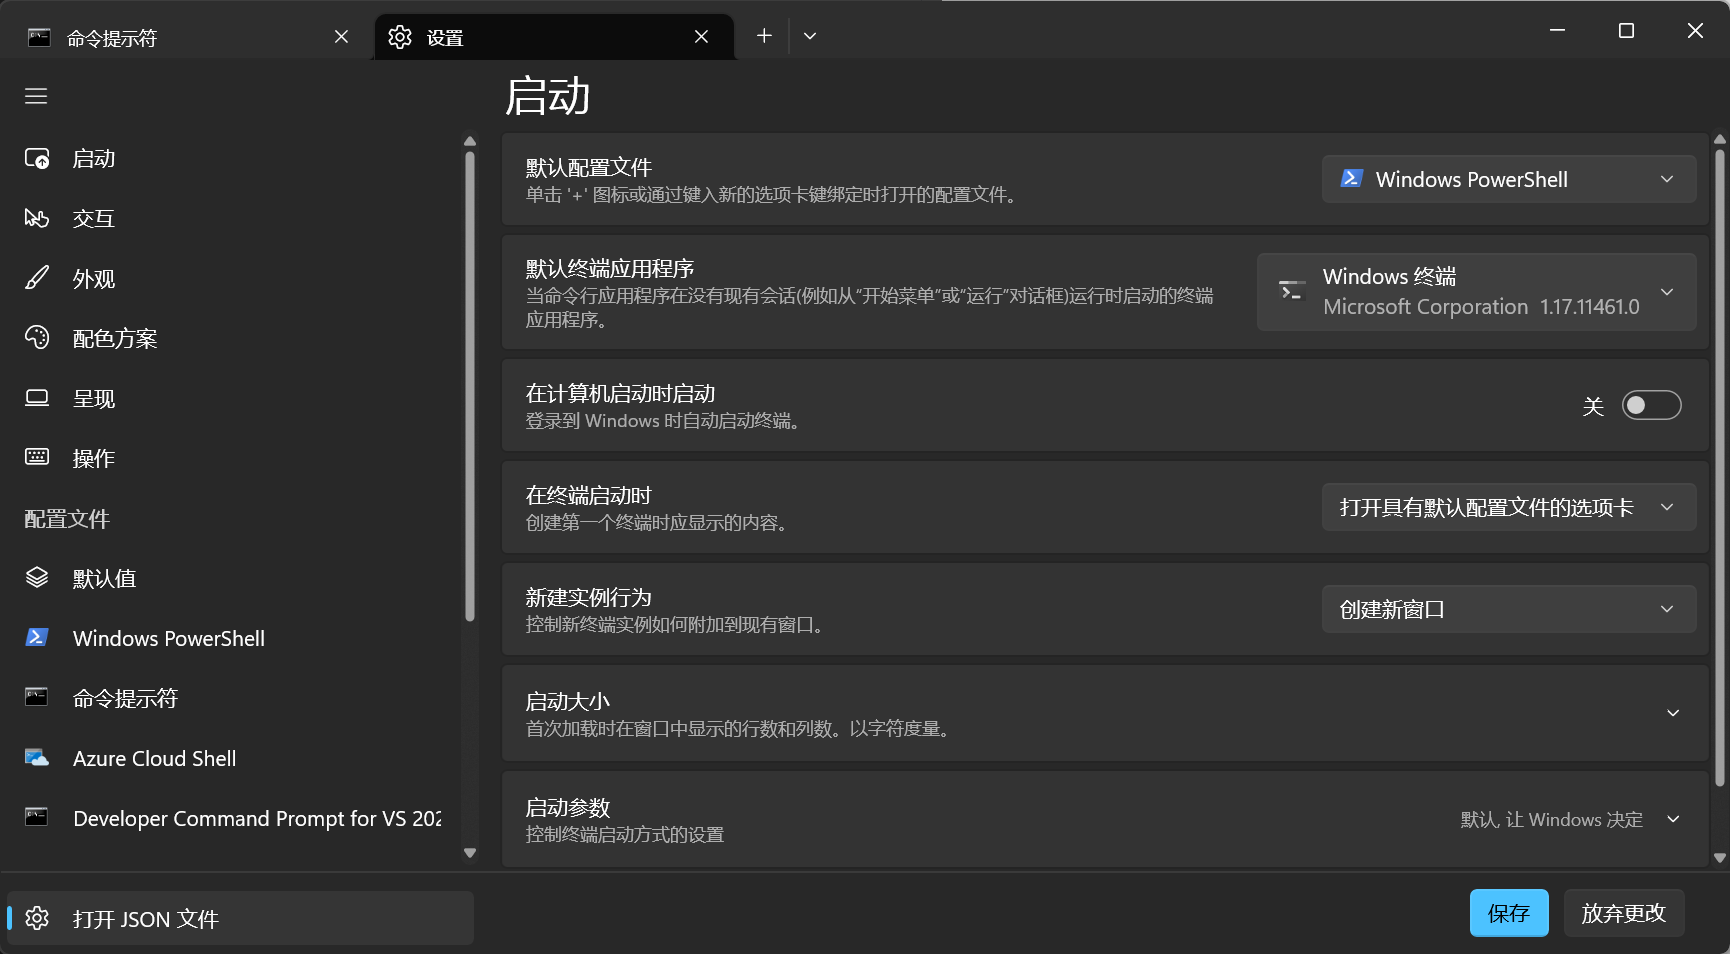 命令提示符
设置
启动
交互
外观
配色方案
呈现
操作
配置文件
默认值
Windows PowerShell
命令提示符
Azure Cloud Shell
Developer Command Prompt for VS 202
打开 JSON 文件
启动
默认配置文件
单击 '+' 图标或通过键入新的选项卡键绑定时打开的配置文件。
Windows PowerShell
默认终端应用程序
当命令行应用程序在没有现有会话(例如从“开始菜单”或“运行”对话框)运行时启动的终端
应用程序。
Windows 终端
Microsoft Corporation 1.17.11461.0
在计算机启动时启动
登录到 Windows 时自动启动终端。
关
在终端启动时
创建第一个终端时应显示的内容。
打开具有默认配置文件的选项卡
新建实例行为
控制新终端实例如何附加到现有窗口。
创建新窗口
启动大小
首次加载时在窗口中显示的行数和列数。以字符度量。
启动参数
控制终端启动方式的设置
默认, 让 Windows 决定
保存
放弃更改